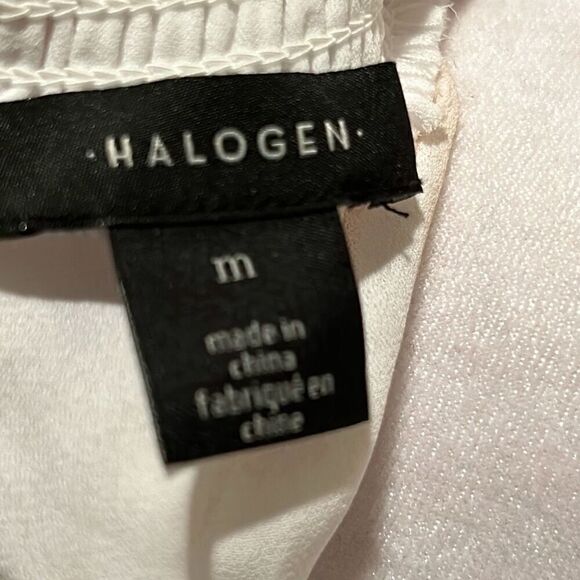 ·HALOGEN·
m
made in
china
fabriqué en
chine